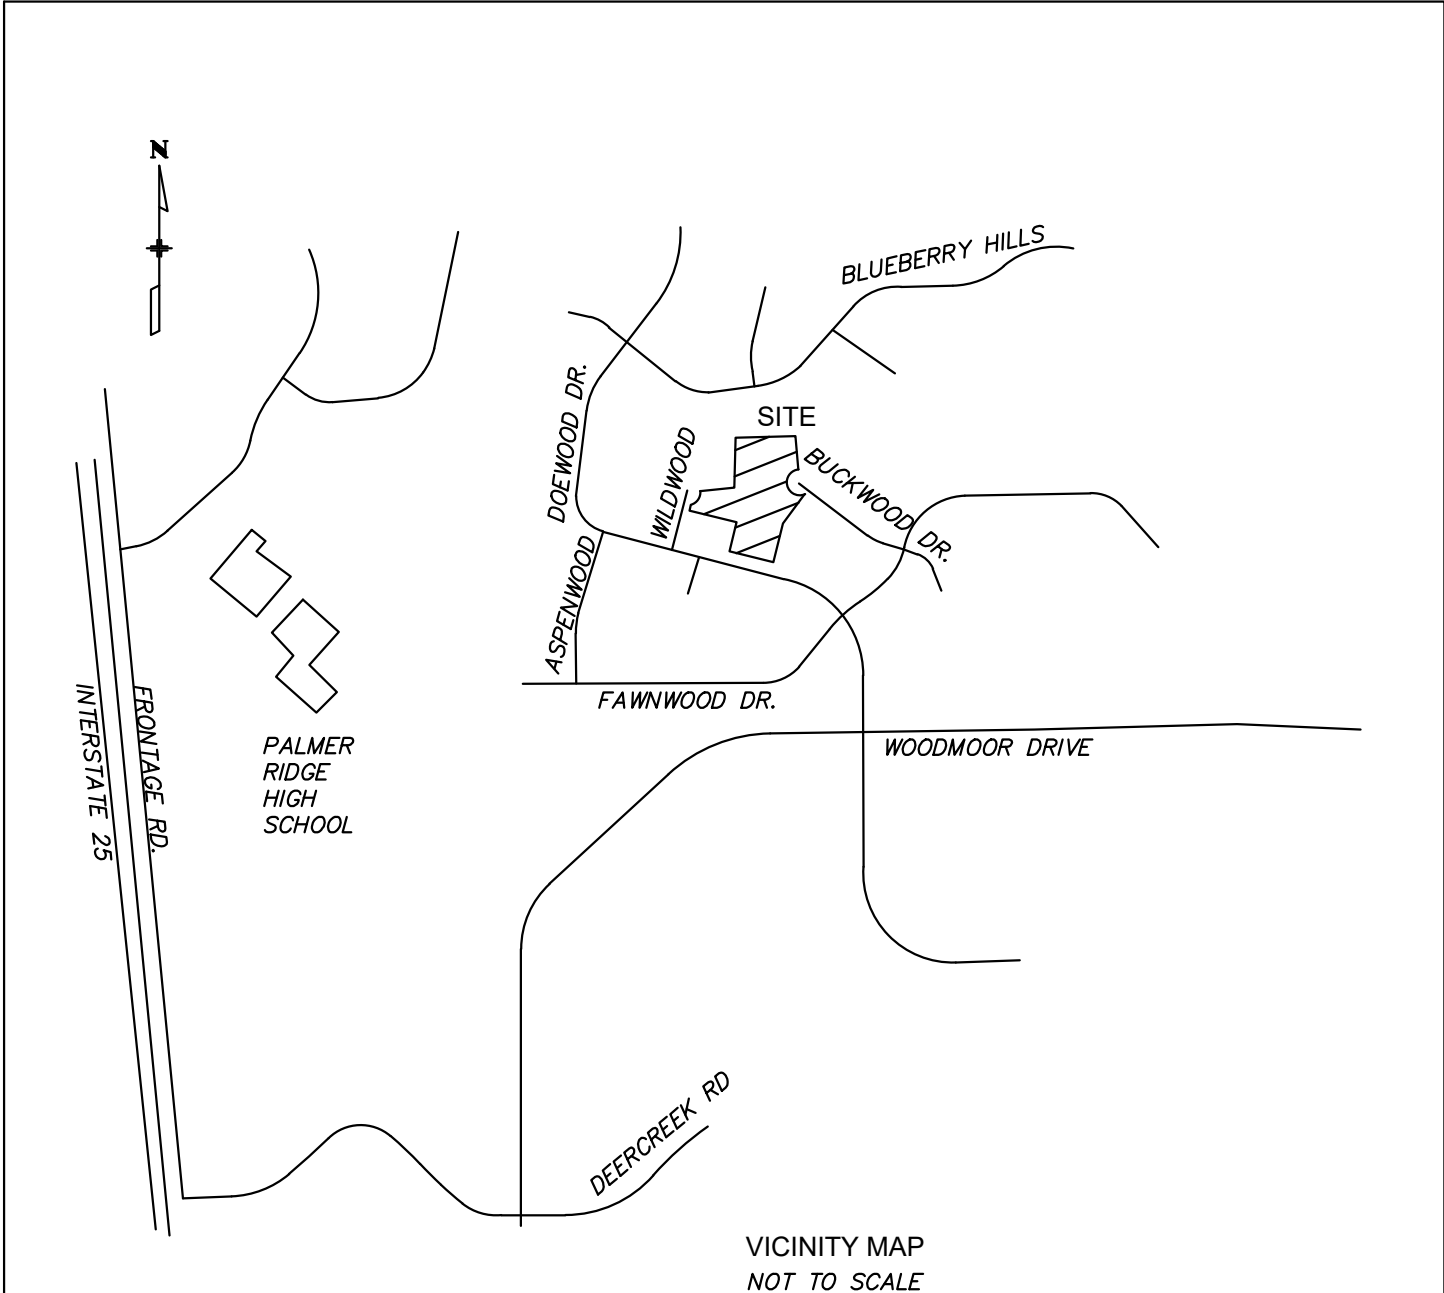 N
BLUEBERRY HILLS
DOEWOOD DR.
SITE
WILDWOOD
BUCKWOOD DR.
ASPENWOOD
FAWNWOOD DR.
INTERSTATE 25
FRONTAGE RD.
PALMER
RIDGE
HIGH
SCHOOL
WOODMOOR DRIVE
DEERCREEK RD
VICINITY MAP
NOT TO SCALE